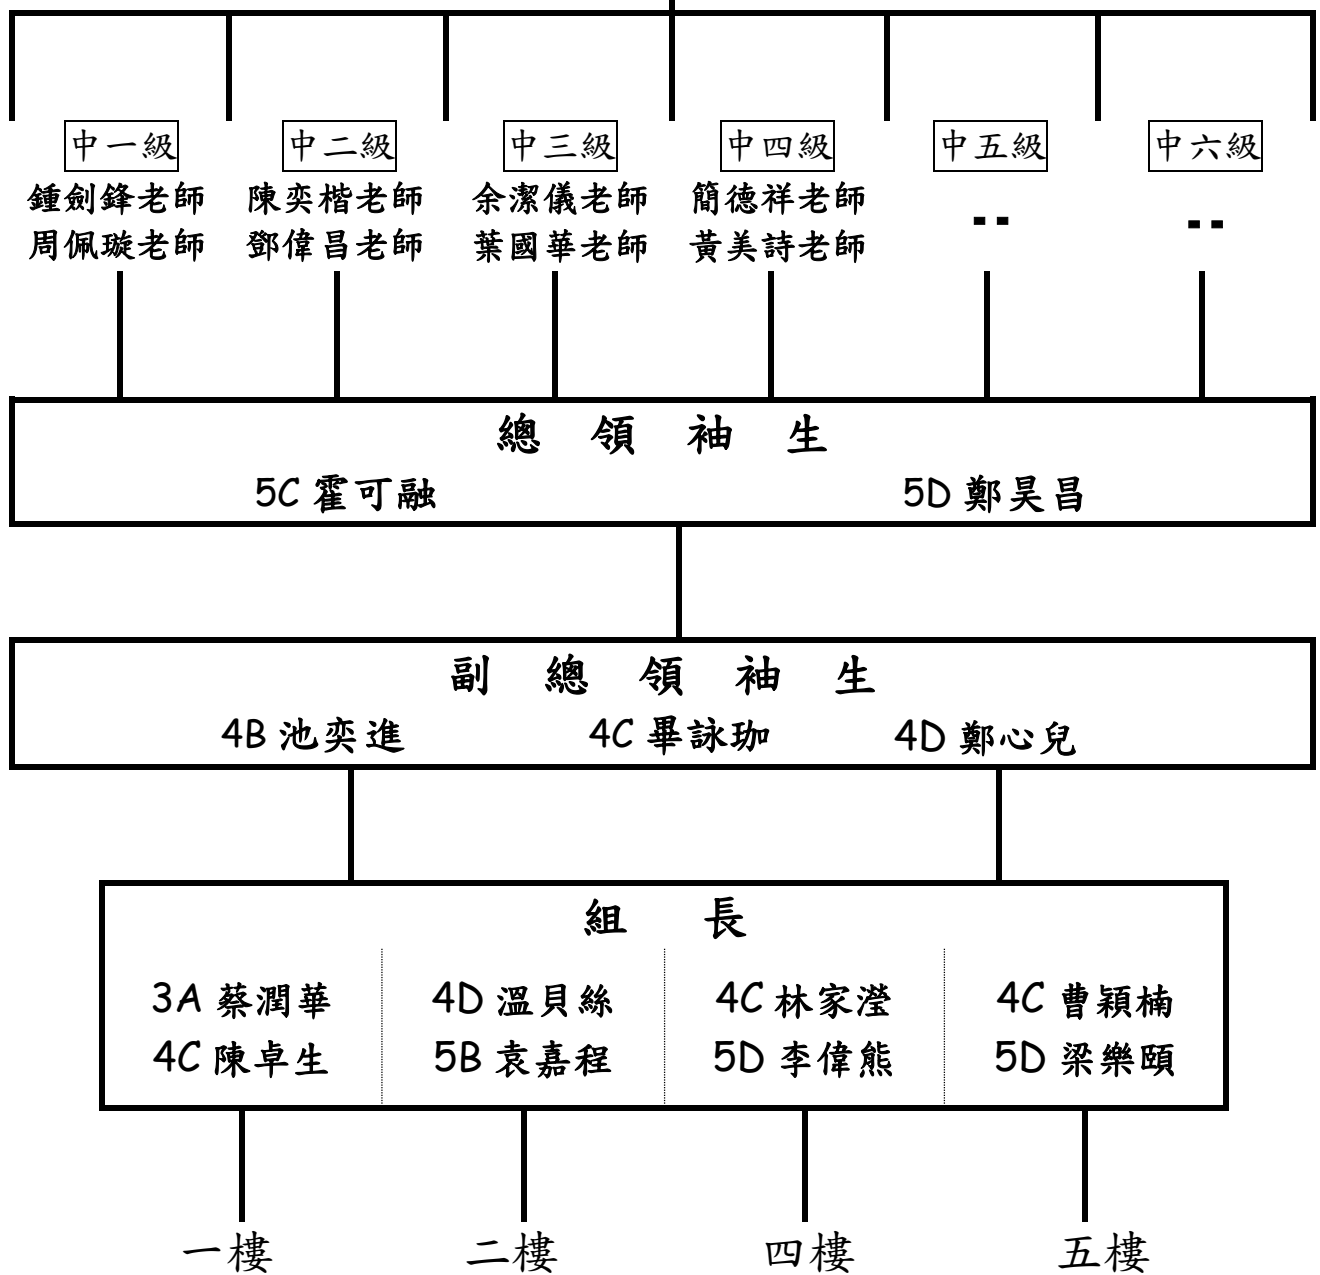 中一級 中二級 中三級 中四級 中五級 中六級
鍾劍鋒老師 陳奕楷老師 余潔儀老師 簡德祥老師 -- --
周佩璇老師 鄧偉昌老師 葉國華老師 黃美詩老師
總領袖生
5C 霍可融 5D 鄭昊昌
副總領袖生
4B 池奕進 4C 畢詠珈 4D 鄭心兒
組長
3A 蔡潤華 4D 溫貝絲 4C 林家瀅 4C 曹穎楠
4C 陳卓生 5B 袁嘉程 5D 李偉熊 5D 梁樂頤
一樓 二樓 四樓 五樓